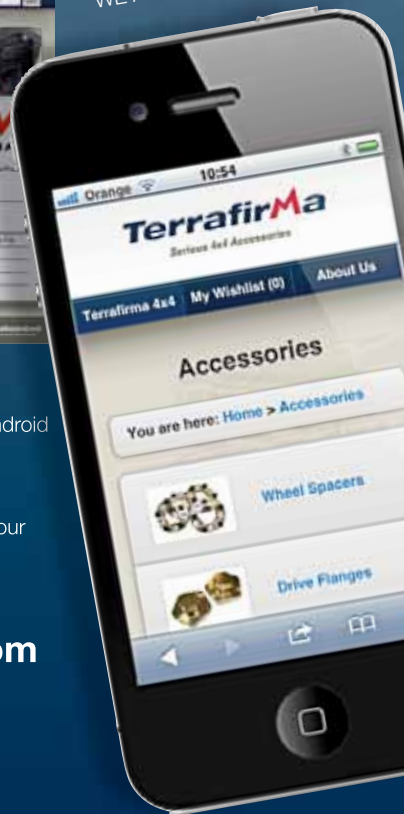 WE
Orange 10:54
TerrafirMa
Serious 4x4 Accessories
Terrafirma 4x4 My Wishlist (0) About Us
Accessories
You are here: Home > Accessories
Wheel Spacers
Drive Flanges
droid
our
om